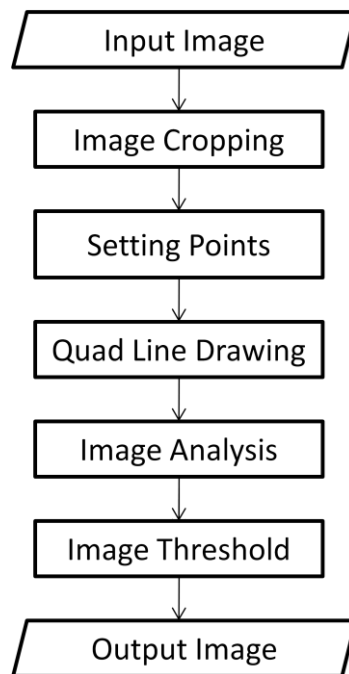 Input Image
Image Cropping
Setting Points
Quad Line Drawing
Image Analysis
Image Threshold
Output Image